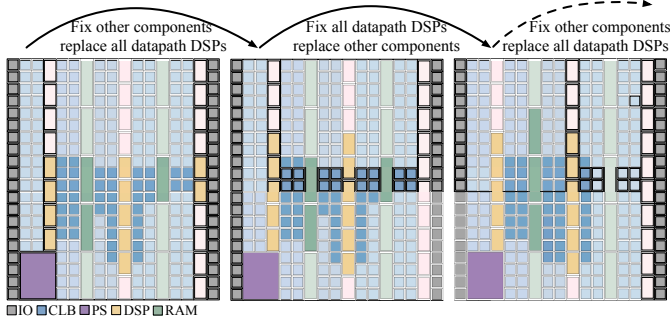 Fix other components
replace all datapath DSPs
Fix all datapath DSPs
replace other components
Fix other components
replace all datapath DSPs
IO CLB PS DSP RAM